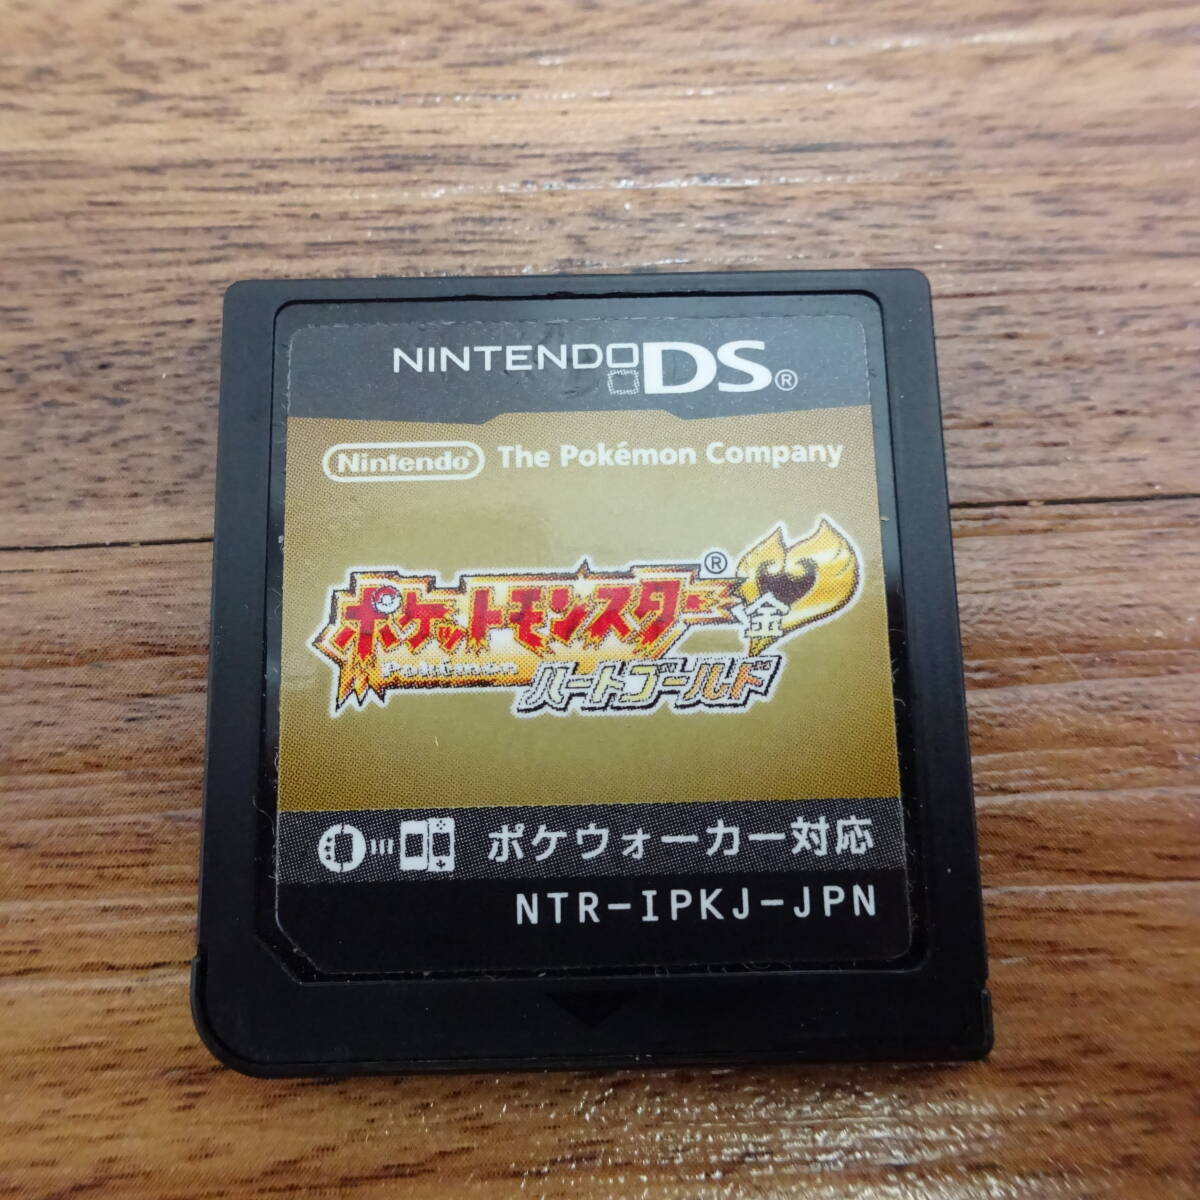 NINTENDO DS®
Nintendo® The Pokémon Company
ポケットモンスター®
Pokémon
金
ハートゴールド
ポケウォーカー対応
NTR-IPKJ-JPN